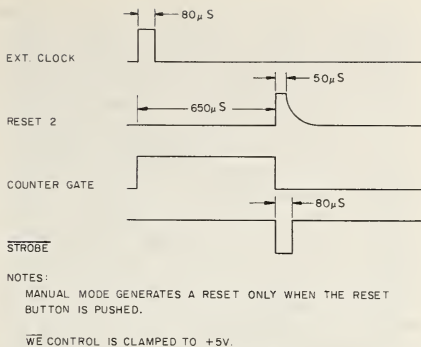 80μS
EXT. CLOCK
50μS
650μS
RESET 2
COUNTER GATE
80μS
STROBE
NOTES:
MANUAL MODE GENERATES A RESET ONLY WHEN THE RESET
BUTTON IS PUSHED.
WE CONTROL IS CLAMPED TO +5V.